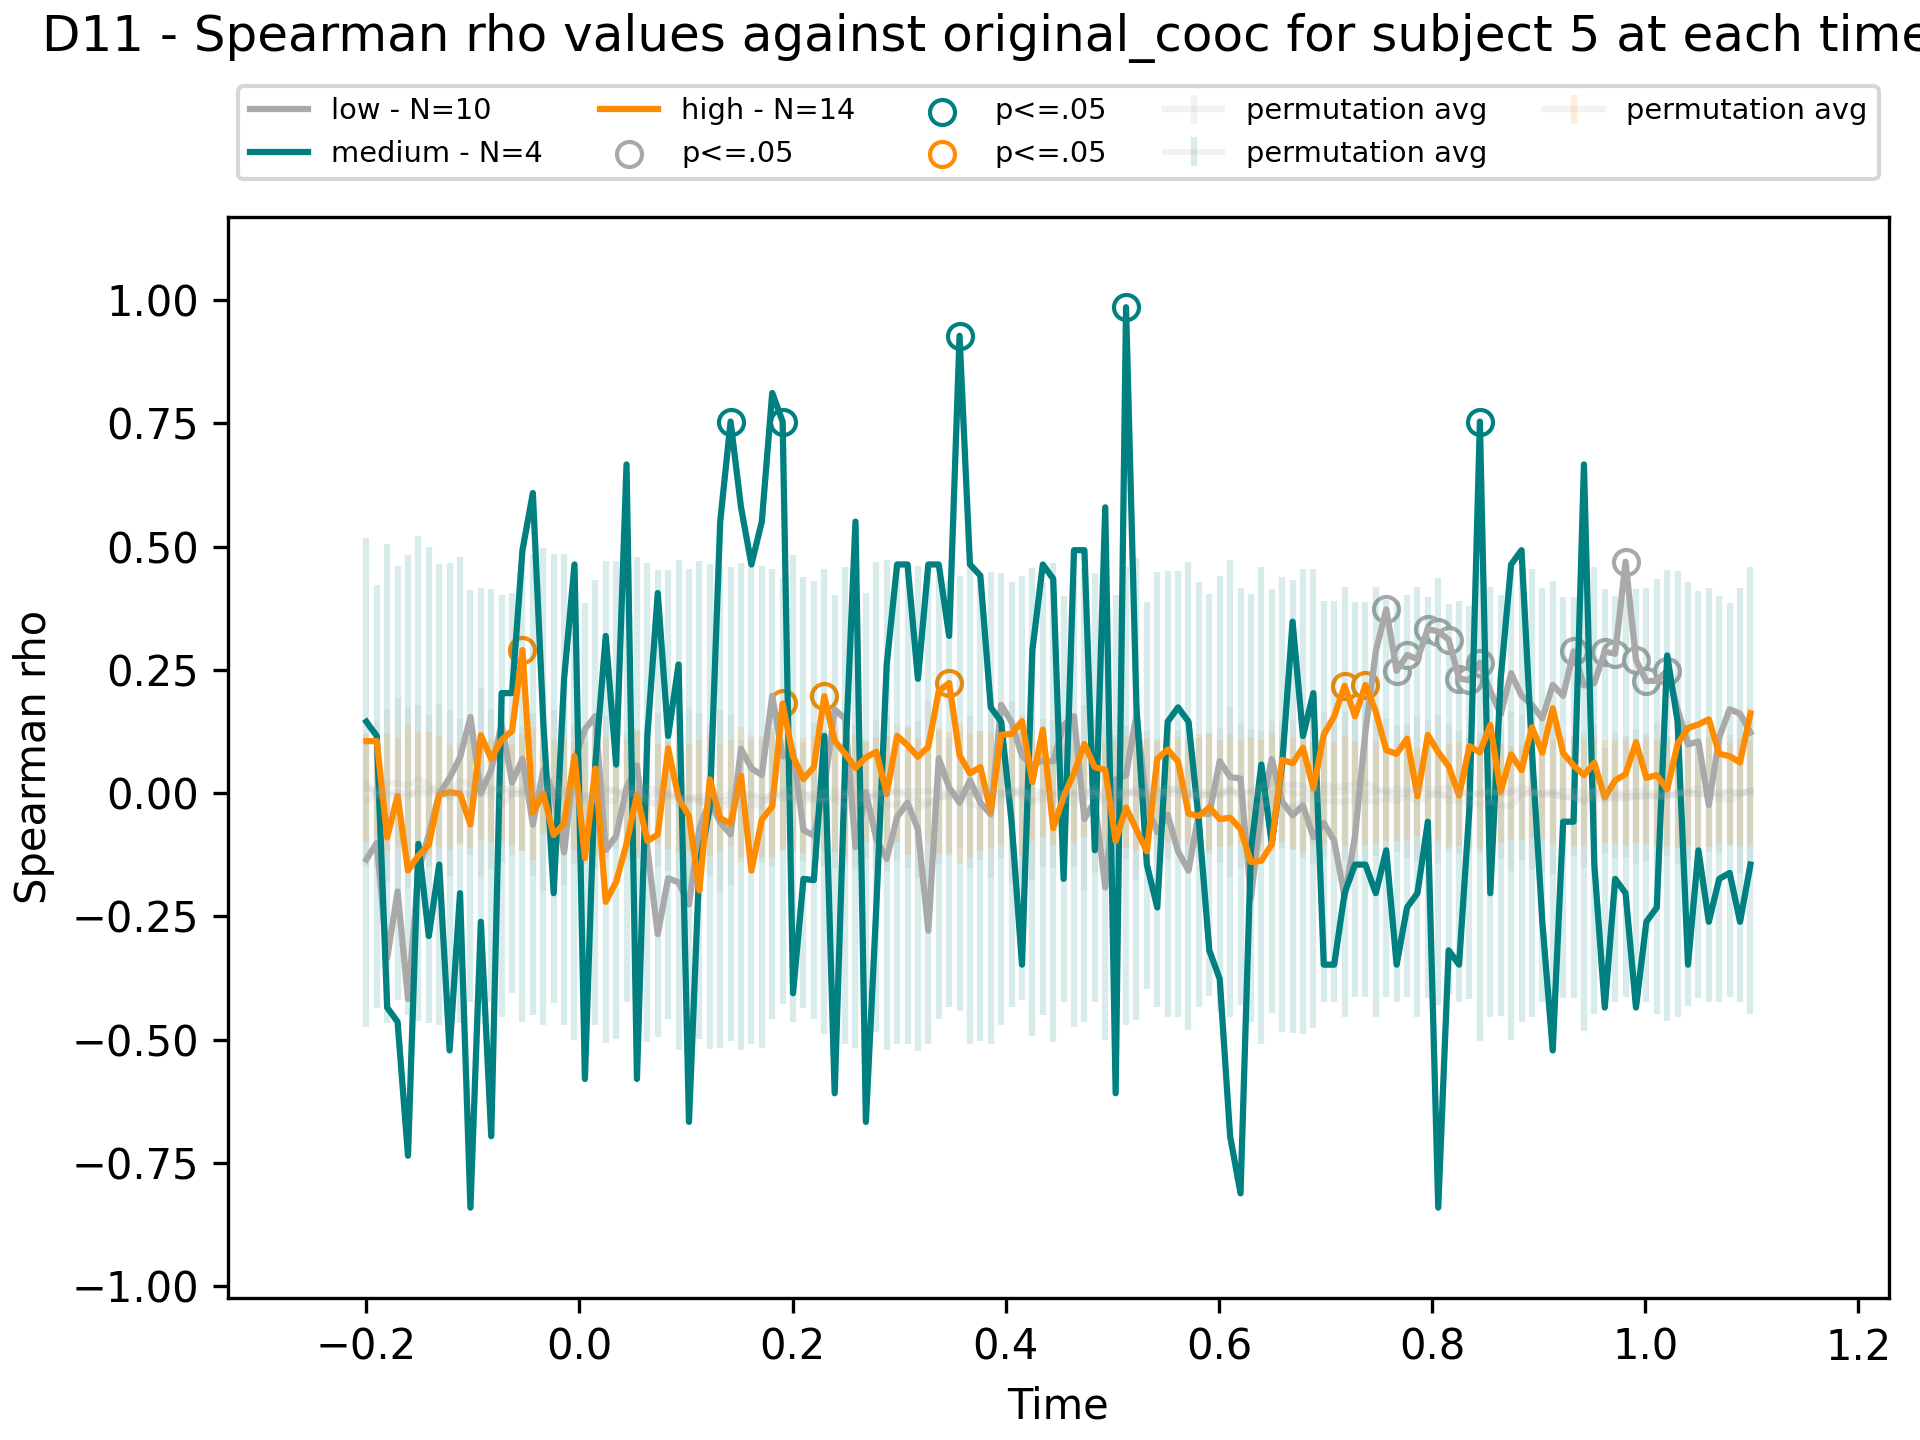 D11 - Spearman rho values against original_cooc for subject 5 at each time
low - N=10
medium - N=4
high - N=14
p<=.05
p<=.05
p<=.05
permutation avg
permutation avg
permutation avg
Spearman rho
1.00
0.75
0.50
0.25
0.00
−0.25
−0.50
−0.75
−1.00
−0.2 0.0 0.2 0.4 0.6 0.8 1.0 1.2
Time